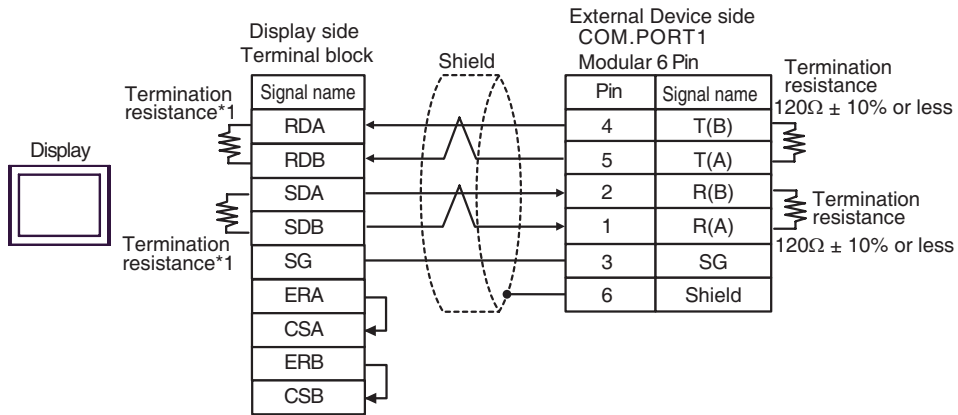 Display
Display side
Terminal block
Termination
resistance*1
Termination
resistance*1
Signal name
RDA
RDB
SDA
SDB
SG
ERA
CSA
ERB
CSB
Shield
External Device side
COM.PORT1
Modular 6 Pin
Pin Signal name
4 T(B)
5 T(A)
2 R(B)
1 R(A)
3 SG
6 Shield
Termination
resistance
120Ω ± 10% or less
Termination
resistance
120Ω ± 10% or less